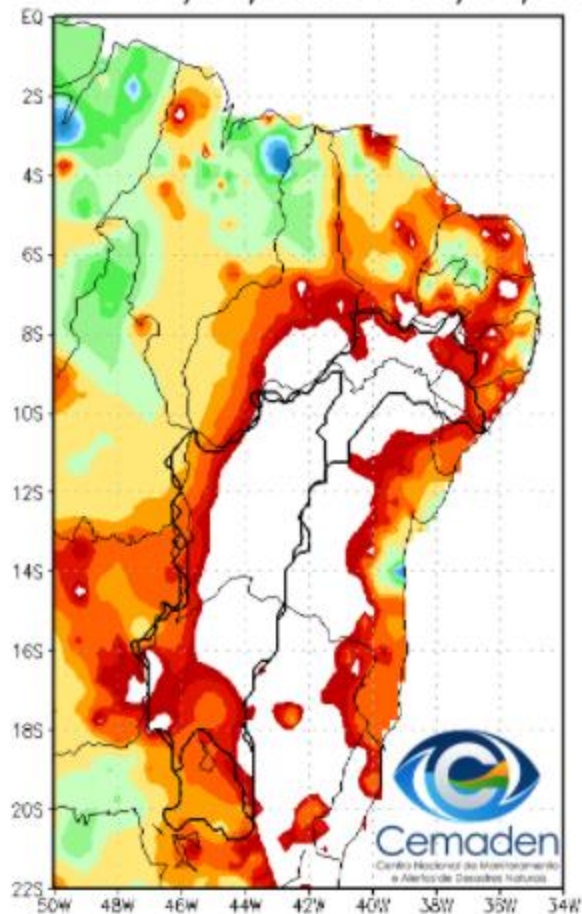 EQ
2S
4S
6S
8S
10S
12S
14S
16S
18S
20S
22S
50W 48W 46W 44W 42W 40W 38W 36W 34W
Cemaden
Centro Nacional de Monitoramento
e Alertas de Desastres Naturais